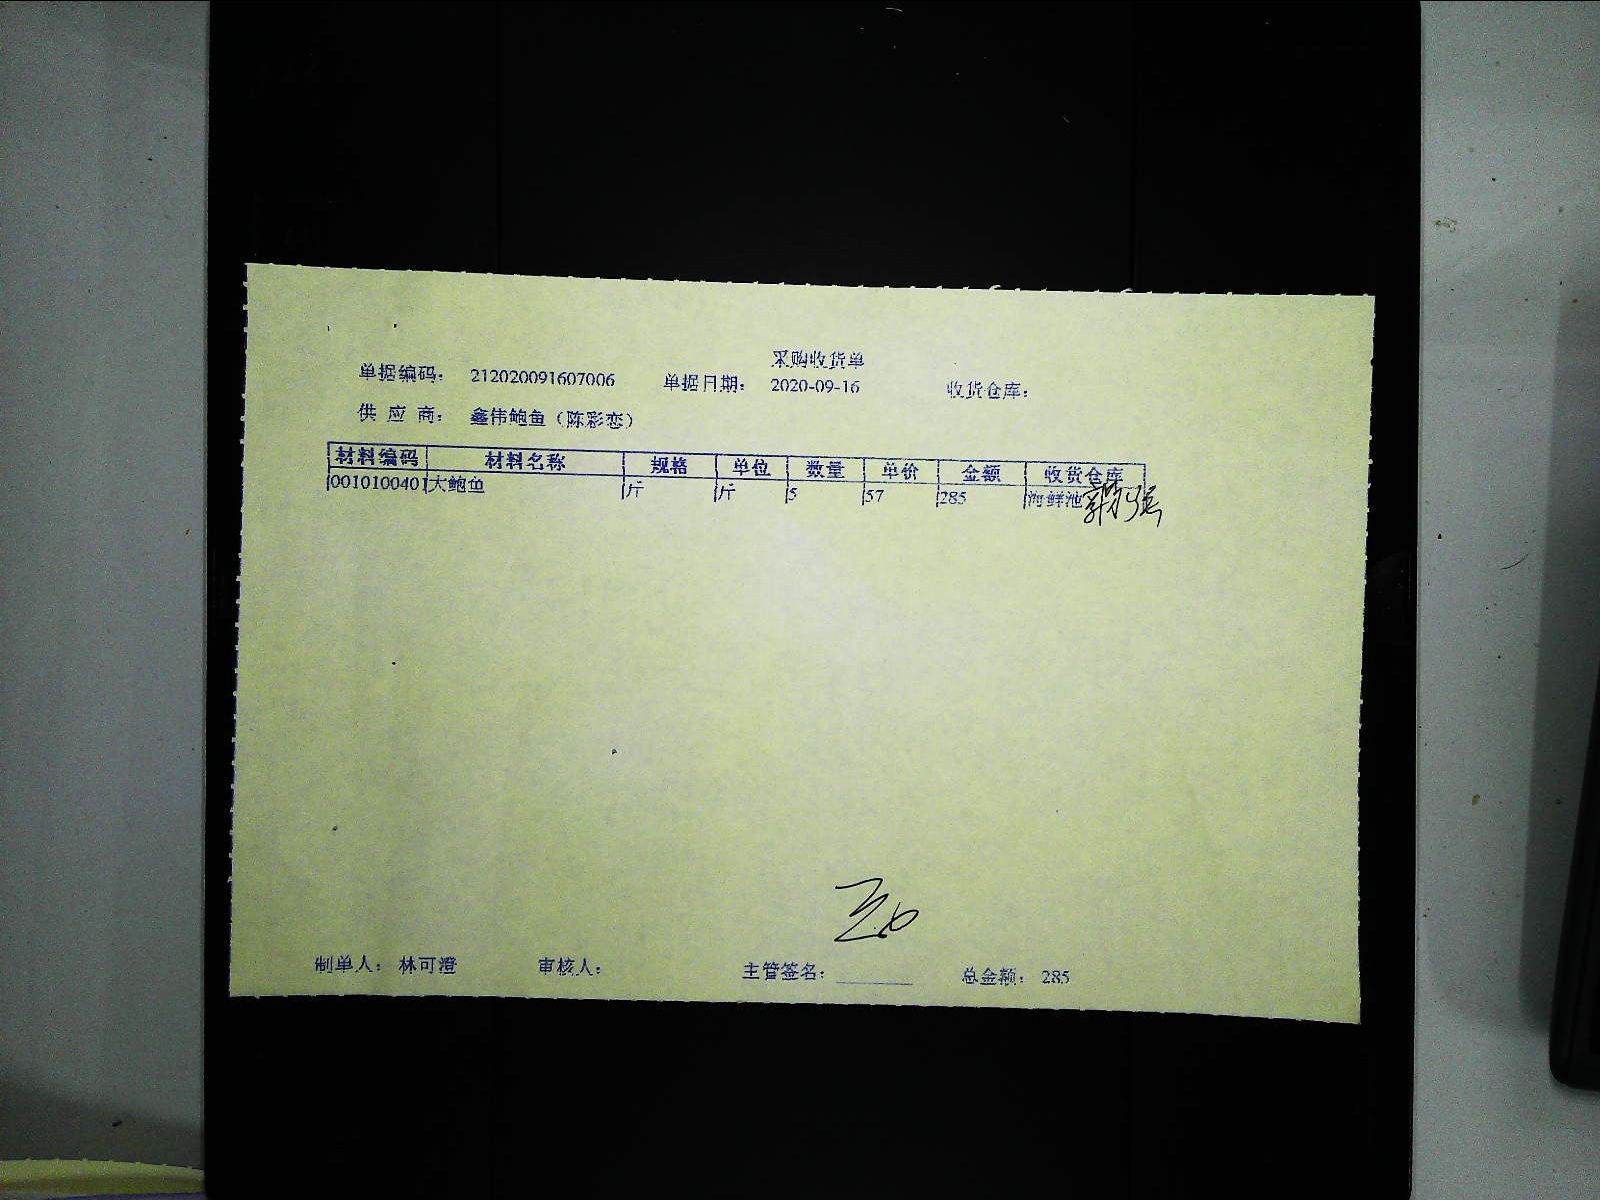 采购收货单
单据编码： 212020091607006 单据日期： 2020-09-16 收货仓库：
供 应 商： 鑫伟鲍鱼（陈彩恋）
材料编码 材料名称 规格 单位 数量 单价 金额 收货仓库
0010100401 大鲍鱼 斤 斤 5 57 285 海鲜池
制单人： 林可澄 审核人： 主管签名： 总金额： 285